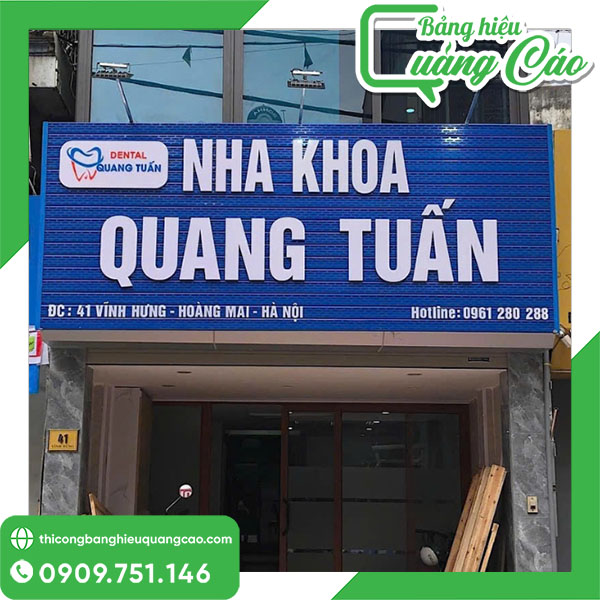 Bảng hiệu
Quảng Cáo
DENTAL
QUANG TUẤN
NHA KHOA
QUANG TUẤN
ĐC : 41 VĨNH HƯNG - HOÀNG MAI - HÀ NỘI
Hotline: 0961 280 288
41
thicongbanghieuquangcao.com
0909.751.146